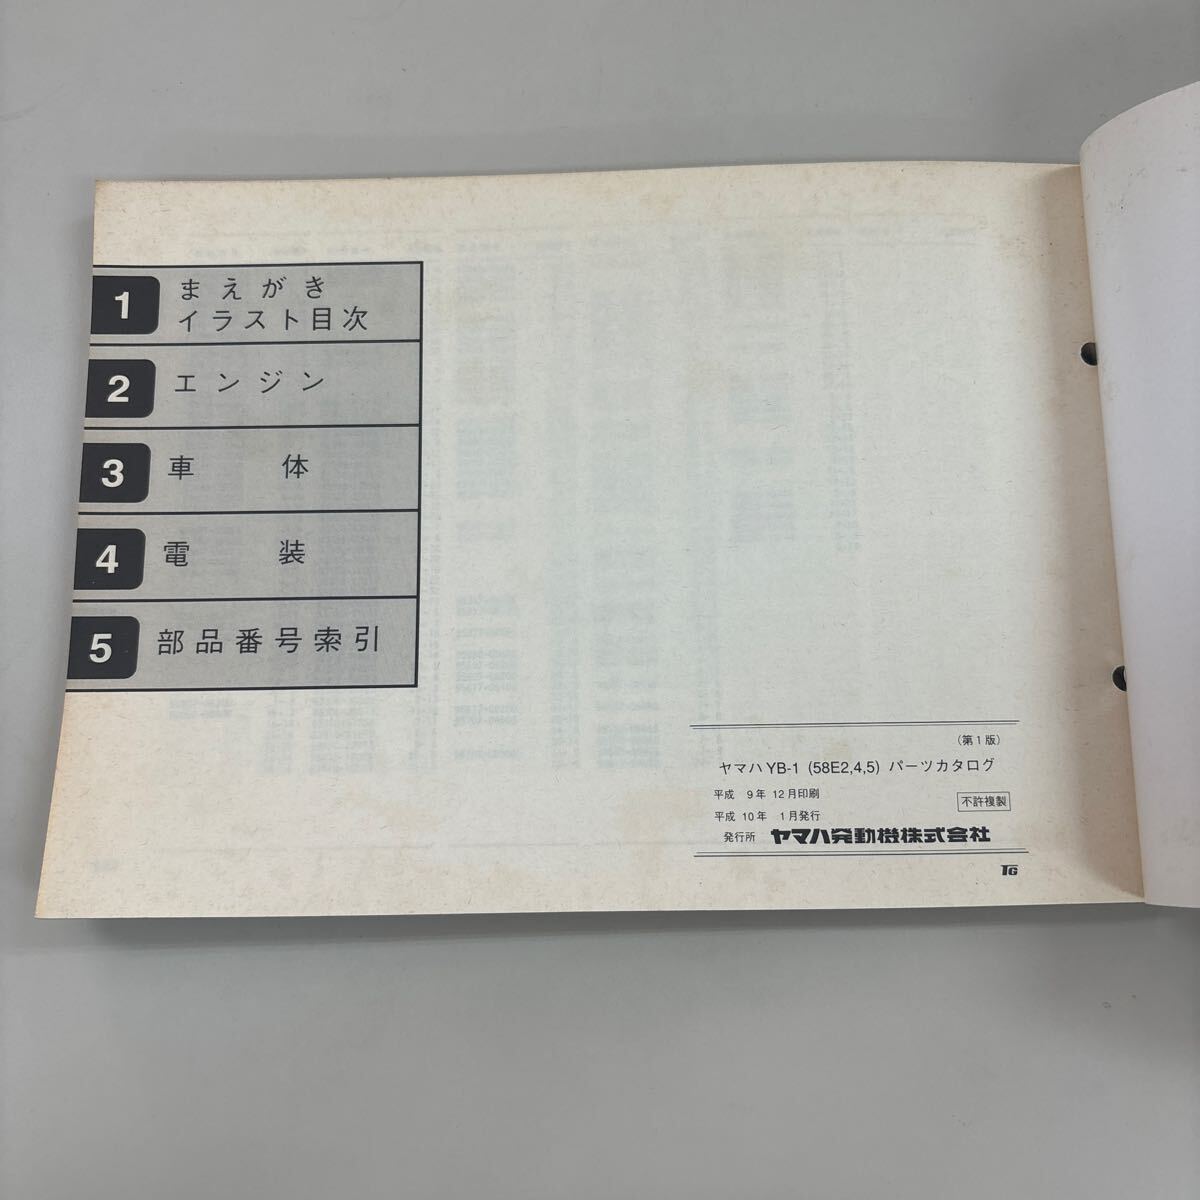 1
まえがき
イラスト目次
2
エンジン
3
車体
4
電装
5
部品番号索引
(第1版)
ヤマハ YB-1 (58E2,4,5) パーツカタログ
平成 9年 12月印刷
平成 10年 1月発行
不許複製
発行所 ヤマハ発動機株式会社
TG